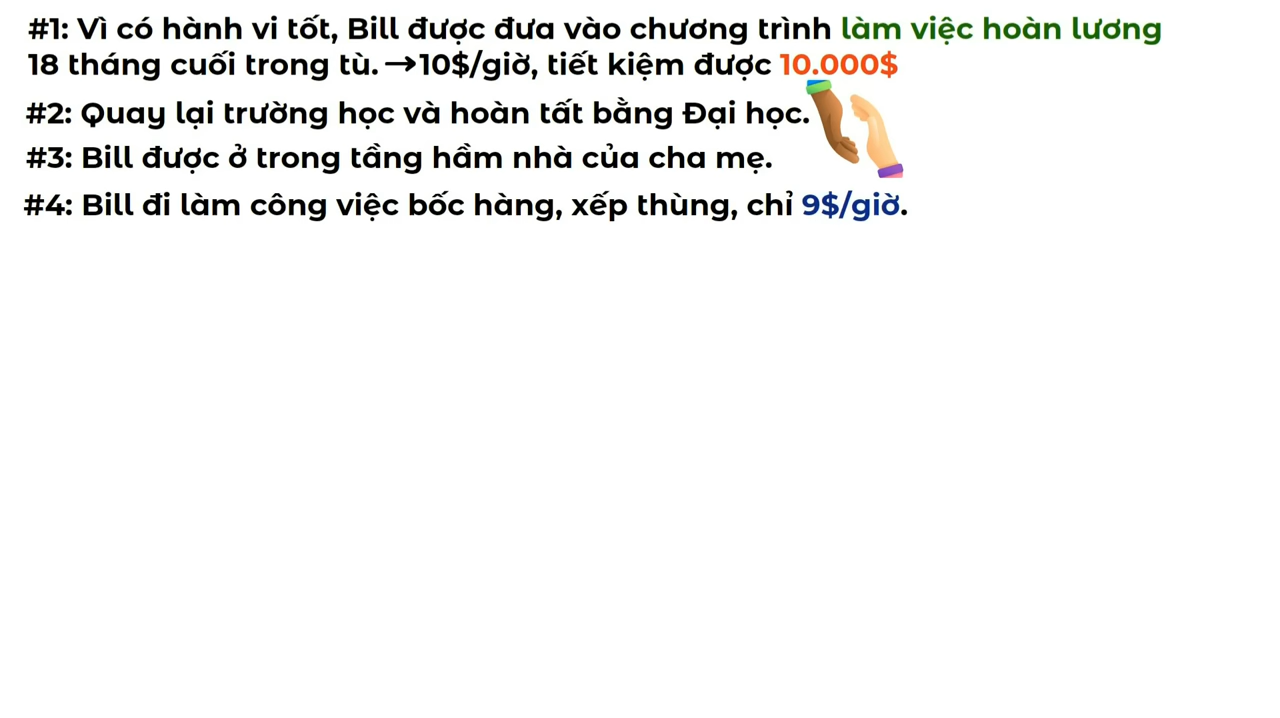 #1: Vì có hành vi tốt, Bill được đưa vào chương trình làm việc hoàn lương
18 tháng cuối trong tù. →10$/giờ, tiết kiệm được 10.000$
#2: Quay lại trường học và hoàn tất bằng Đại học.
#3: Bill được ở trong tầng hầm nhà của cha mẹ.
#4: Bill đi làm công việc bốc hàng, xếp thùng, chỉ 9$/giờ.